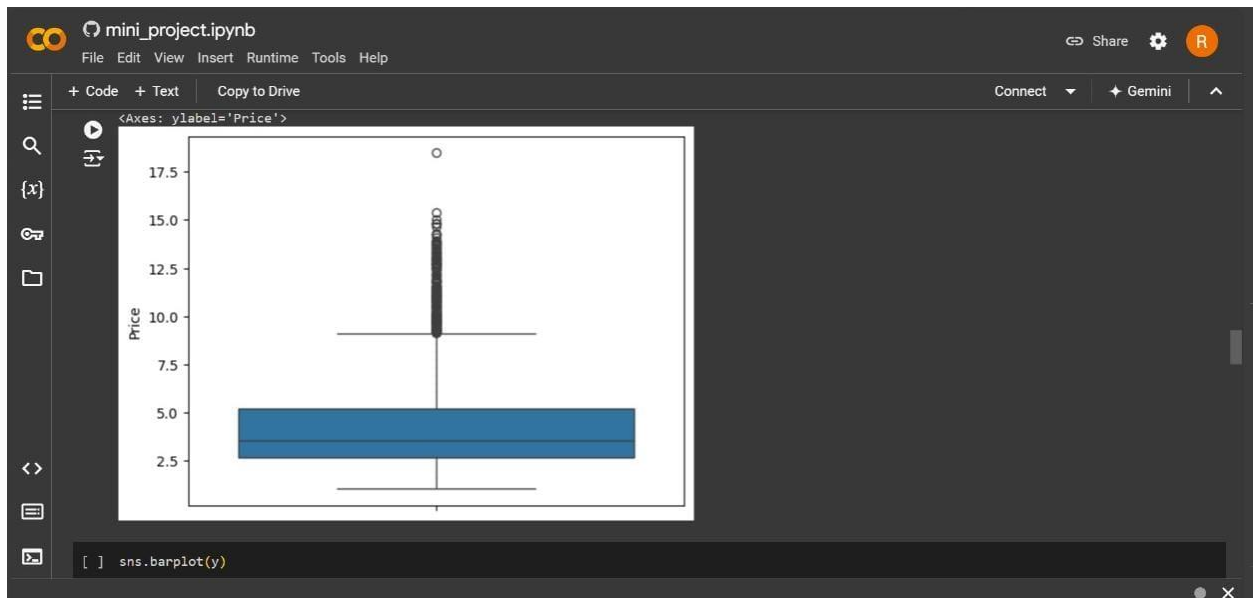 mini_project.ipynb
File Edit View Insert Runtime Tools Help
Share
R
+ Code + Text Copy to Drive
Connect
Gemini
<Axes: ylabel='Price'>
{x}
17.5
15.0
12.5
10.0
7.5
5.0
2.5
Price
[ ] sns.barplot(y)